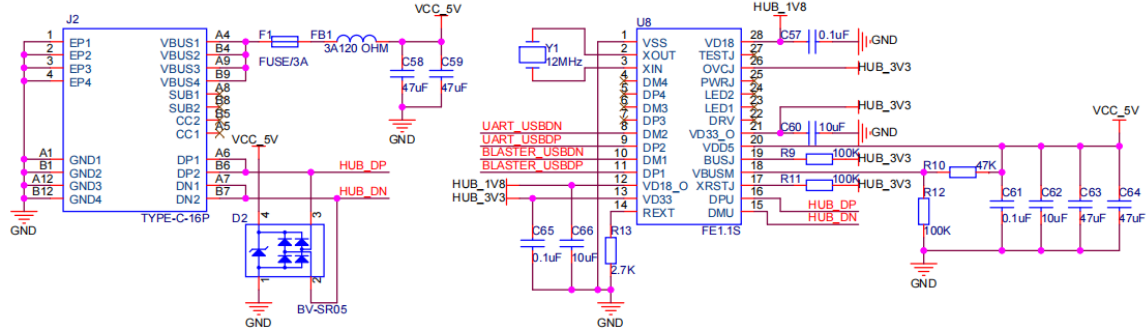 J2
1 EP1 VBUS1 A4
2 EP2 VBUS2 B4
3 EP3 VBUS3 A9
4 EP4 VBUS4 B9
SUB1 A8
SUB2 B8
CC2 B5
CC1 A5
A1 GND1 DP1 A6
B1 GND2 DP2 B6
A12 GND3 DN1 A7
B12 GND4 DN2 B7
TYPE-C-16P
GND
F1
FUSE/3A
FB1
3A120 OHM
VCC_5V
C58
47uF
C59
47uF
GND
VCC_5V
HUB_DP
HUB_DN
D2
4
3
1
2
BV-SR05
GND
Y1
12MHz
UART_USBDN
UART_USBDP
BLASTER_USBDN
BLASTER_USBDP
HUB_1V8
HUB_3V3
C65
0.1uF
C66
10uF
R13
2.7K
GND
U8
1 VSS VD18 28
2 XOUT TESTJ 27
3 XIN OVCJ 26
4 DM4 PWRJ 25
5 DP4 LED2 24
6 DM3 LED1 23
7 DP3 DRV 22
8 DM2 VD33_O 21
9 DP2 VDD5 20
10 DM1 BUSJ 19
11 DP1 VBUSM 18
12 VD18_O XRSTJ 17
13 VD33 DPU 16
14 REXT DMU 15
FE1.1S
HUB_1V8
C57
0.1uF
GND
HUB_3V3
HUB_3V3
C60
10uF
GND
R9
100K
HUB_3V3
R11
100K
HUB_3V3
HUB_DP
HUB_DN
R10
47K
R12
100K
VCC_5V
C61
0.1uF
C62
10uF
C63
47uF
C64
47uF
GND